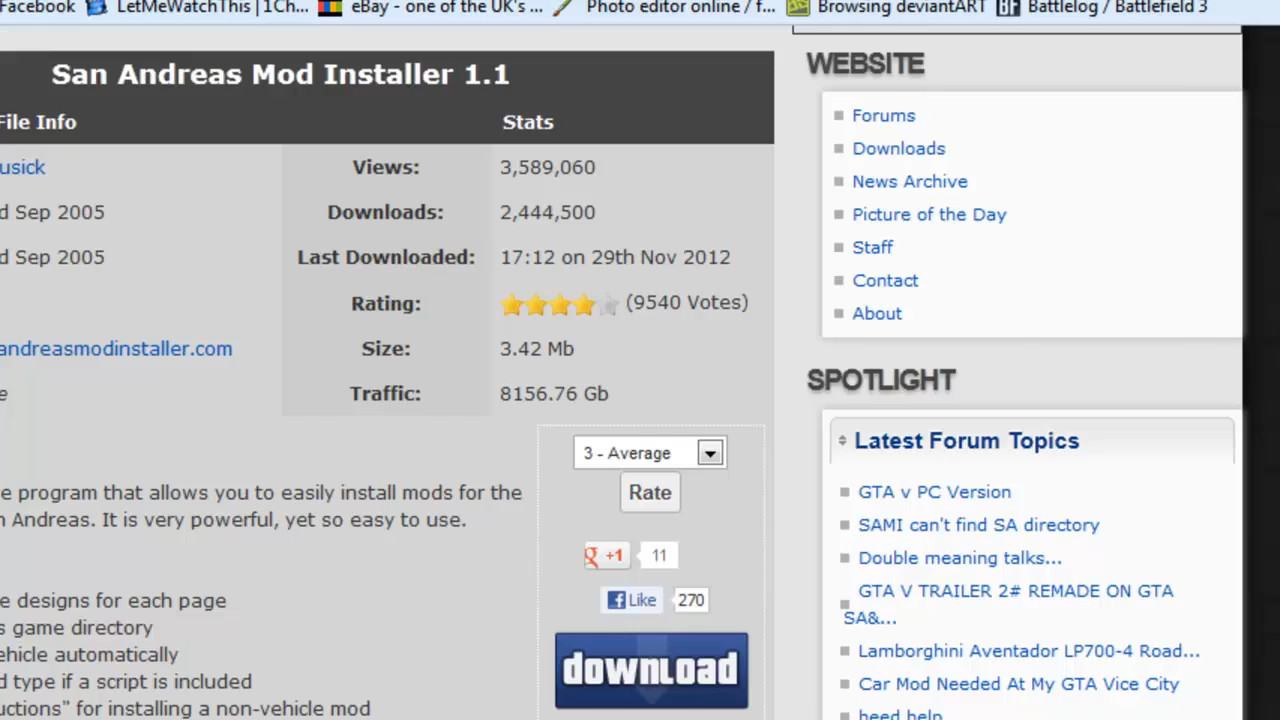 Facebook LetMeWatchThis | 1Ch... eBay - one of the UK's ... Photo editor online / f... Browsing deviantART Battlelog / Battlefield 3
San Andreas Mod Installer 1.1
File Info Stats
usick Views: 3,589,060
d Sep 2005 Downloads: 2,444,500
d Sep 2005 Last Downloaded: 17:12 on 29th Nov 2012
Rating: (9540 Votes)
andreasmodinstaller.com Size: 3.42 Mb
e Traffic: 8156.76 Gb
3 - Average
Rate
e program that allows you to easily install mods for the
n Andreas. It is very powerful, yet so easy to use.
g +1 11
f Like 270
e designs for each page
s game directory
ehicle automatically
d type if a script is included
uctions" for installing a non-vehicle mod
download
WEBSITE
Forums
Downloads
News Archive
Picture of the Day
Staff
Contact
About
SPOTLIGHT
Latest Forum Topics
GTA v PC Version
SAMI can't find SA directory
Double meaning talks...
GTA V TRAILER 2# REMADE ON GTA
SA&...
Lamborghini Aventador LP700-4 Road...
Car Mod Needed At My GTA Vice City
heed help